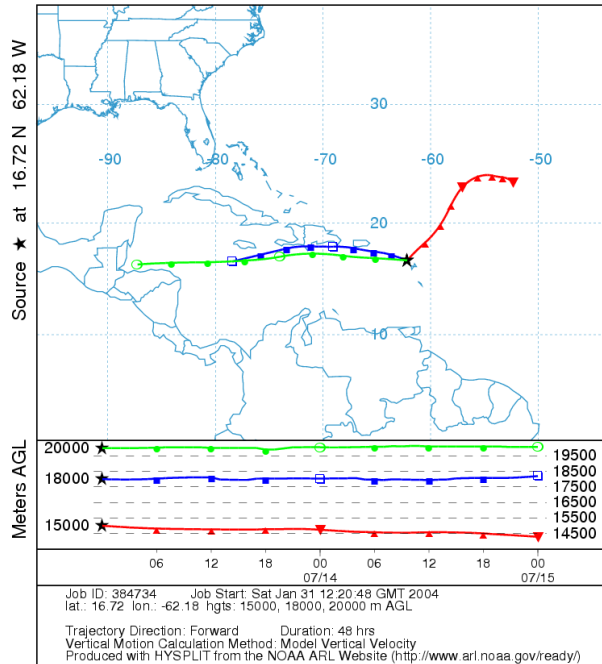 Source ★ at 16.72 N 62.18 W
30
-90 -80 -70 -60 -50
20
10
Meters AGL
20000
18000
15000
19500
18500
17500
16500
15500
14500
06 12 18 00 06 12 18 00
07/14 07/15
Job ID: 384734 Job Start: Sat Jan 31 12:20:48 GMT 2004
lat.: 16.72 lon.: -62.18 hgts: 15000, 18000, 20000 m AGL
Trajectory Direction: Forward Duration: 48 hrs
Vertical Motion Calculation Method: Model Vertical Velocity
Produced with HYSPLIT from the NOAA ARL Website (http://www.arl.noaa.gov/ready/)